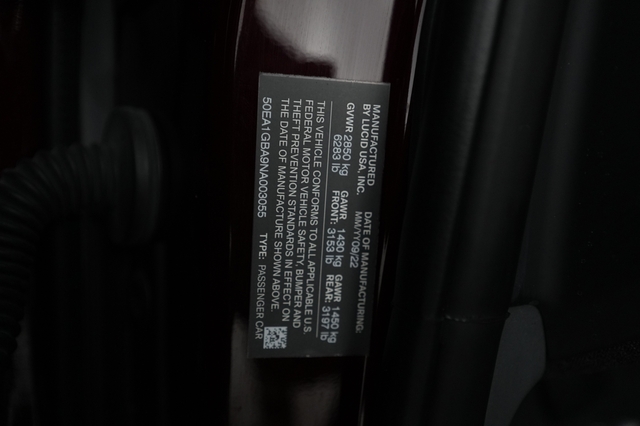 MANUFACTURED
BY LUCID USA, INC.
DATE OF MANUFACTURING:
MM/YY09/22
GVWR 2850 kg
6283 lb
GAWR 1430 kg
FRONT: 3153 lb
GAWR 1450 kg
REAR: 3197 lb
THIS VEHICLE CONFORMS TO ALL APPLICABLE U.S.
FEDERAL MOTOR VEHICLE SAFETY, BUMPER AND
THEFT PREVENTION STANDARDS IN EFFECT ON
THE DATE OF MANUFACTURE SHOWN ABOVE.
50EA1GBA9NA003055 TYPE: PASSENGER CAR